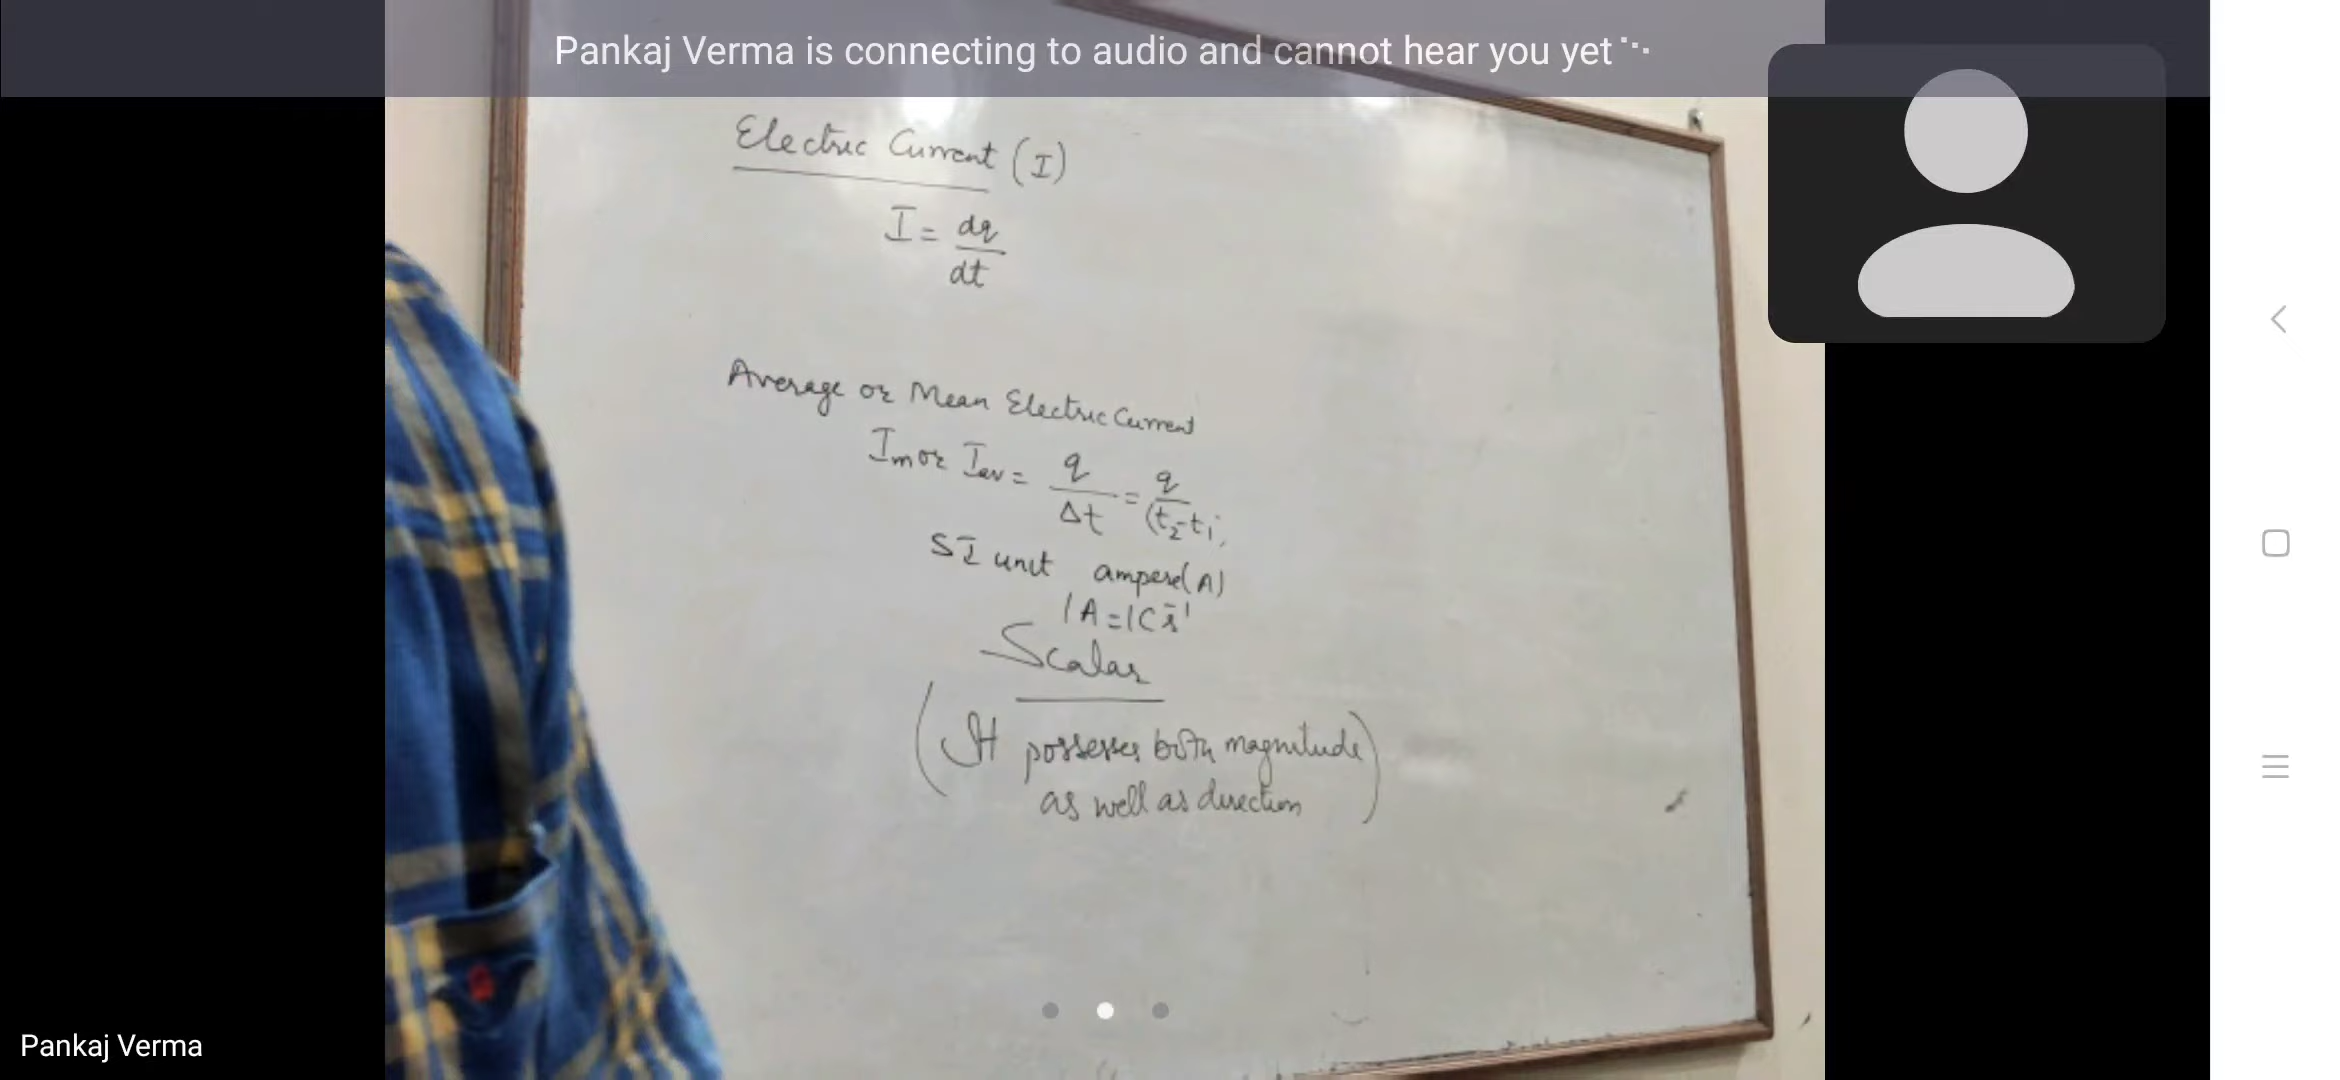 Pankaj Verma is connecting to audio and cannot hear you yet
Electric Current (I)
I = dq/dt
Average or Mean Electric Current
Im or Iav = q/Δt = q/(t₂-t₁)
SI unit ampere(A)
1A = 1Cs⁻¹
Scalar
(It possesses both magnitude
as well as direction)
Pankaj Verma